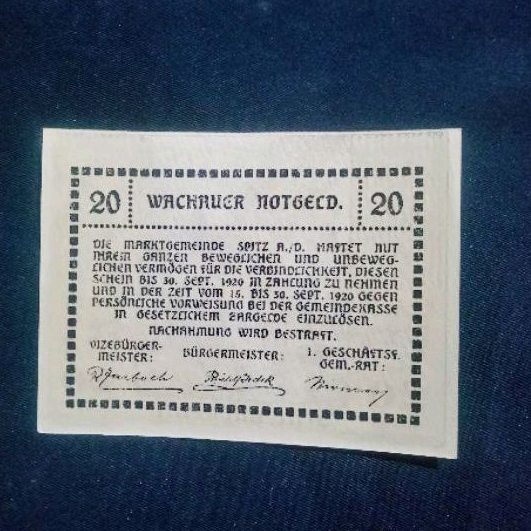 20 WACHAUER NOTGELD. 20
DIE MARKTGEMEINDE SPITZ A./D. HAFTET MIT
IHREM GANZEN BEWEGLICHEN UND UNBEWEG-
LICHEN VERMÖGEN FÜR DIE VERBINDLICHKEIT, DIESEN
SCHEIN BIS 30. SEPT. 1920 IN ZAHLUNG ZU NEHMEN
UND IN DER ZEIT VOM 15. BIS 30. SEPT. 1920 GEGEN
PERSÖNLICHE VORWEISUNG BEI DER GEMEINDEKASSE
IN GESETZLICHEM BARGELDE EINZULÖSEN.
NACHAHMUNG WIRD BESTRAFT.
VIZEBÜRGER-
MEISTER:
BÜRGERMEISTER:
1. GESCHÄFTSF.
GEM.-RAT: